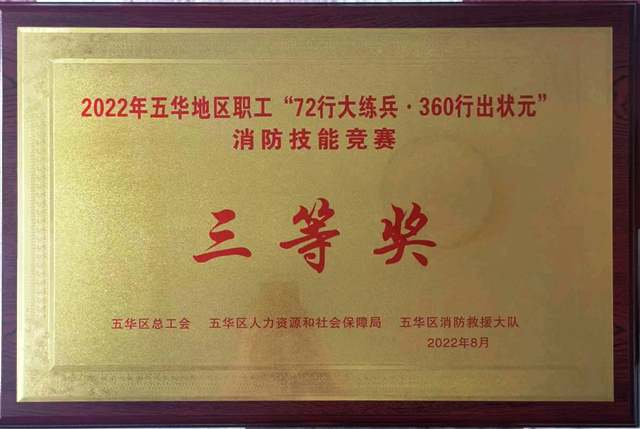 2022年五华地区职工“72行大练兵·360行出状元”
消防技能竞赛
三等奖
五华区总工会 五华区人力资源和社会保障局 五华区消防救援大队
2022年8月